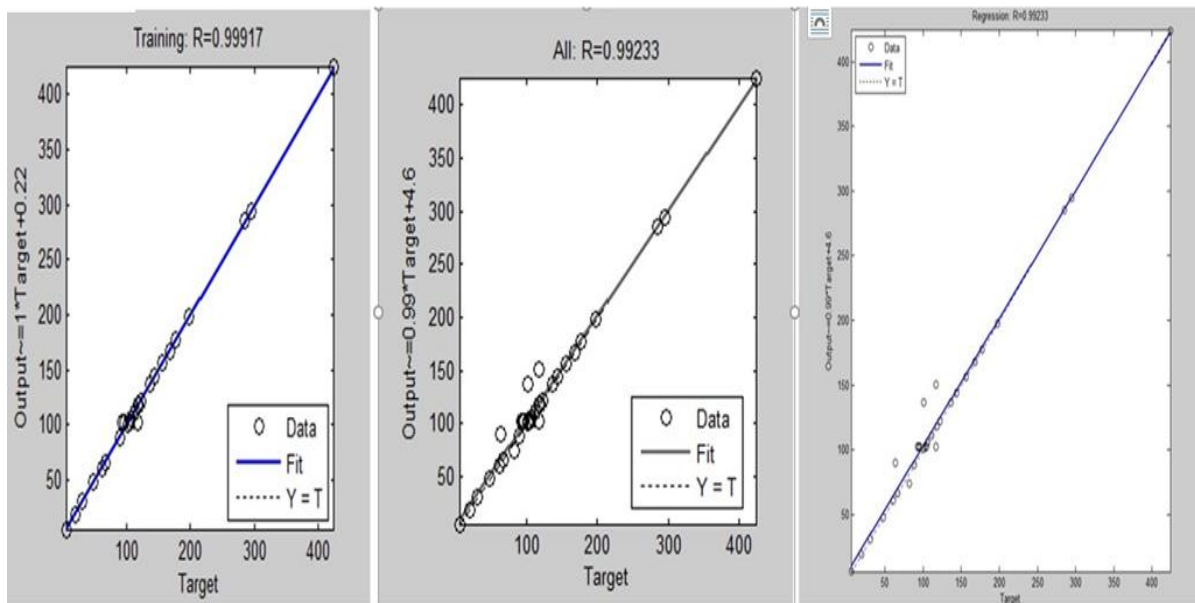 Training: R=0.99917
Output~=1*Target+0.22
400
350
300
250
200
150
100
50
Data
Fit
Y = T
100
200
300
400
Target
All: R=0.99233
Output~=0.99*Target+4.6
400
350
300
250
200
150
100
50
Data
Fit
Y = T
100
200
300
400
Target
Regression: R=0.99233
Data
Fit
Y = T
Output~=0.99*Target+4.6
400
350
300
250
200
150
100
50
50
100
150
200
250
300
350
400
Target